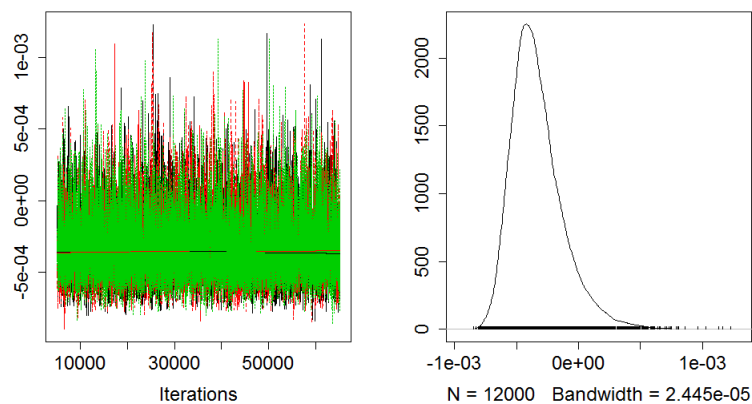 1e-03
5e-04
0e+00
-5e-04
10000 30000 50000
Iterations
2000
1500
1000
500
0
-1e-03 0e+00 1e-03
N = 12000 Bandwidth = 2.445e-05